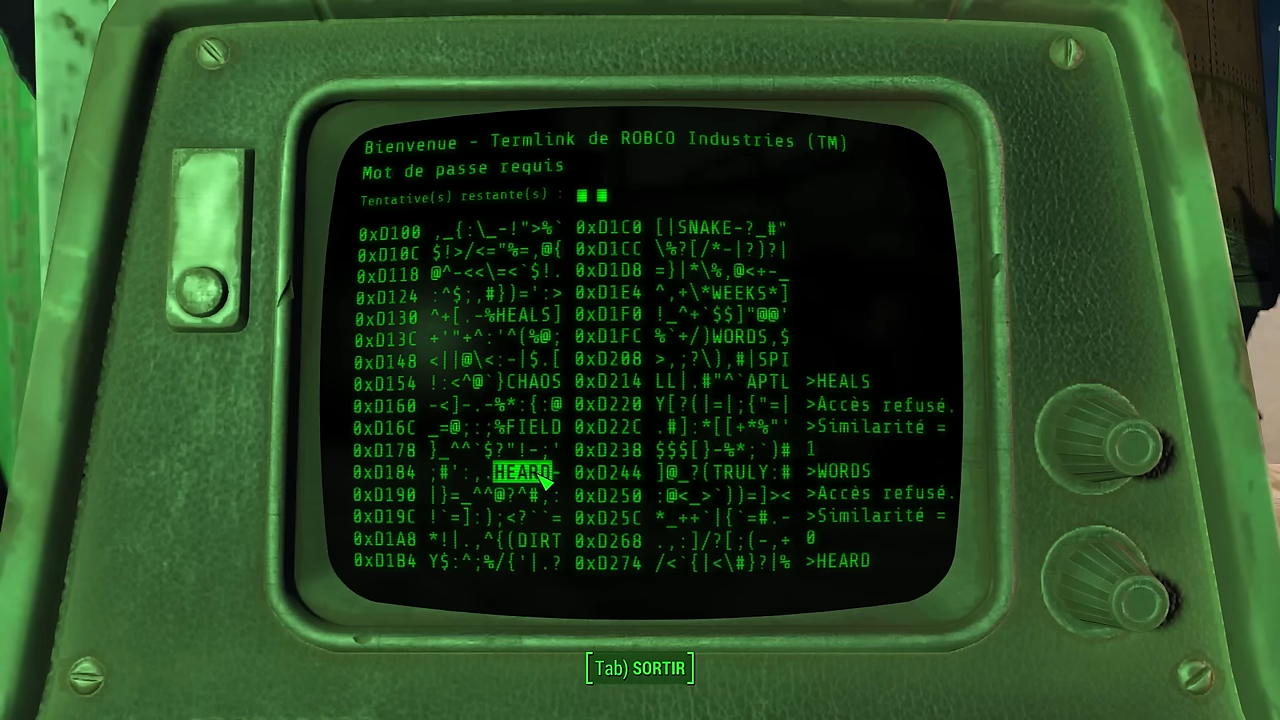 Bienvenue - Termlink de ROBCO Industries (TM)
Mot de passe requis
Tentative(s) restante(s) : ■ ■
0xD100 ,_{:\_-!">%` 0xD1C0 [|SNAKE-?_#"
0xD10C $!>/<="%=,@{ 0xD1CC \%?[/*-|?)?|
0xD118 @^-<<\=<`$!. 0xD1D8 =}|*\%,@<+-_
0xD124 :^$;,#})=':> 0xD1E4 ^,+\*WEEKS*]
0xD130 ^+[.-%HEALS] 0xD1F0 !_^+`$$]"@@'
0xD13C +'"+^:'^(%@; 0xD1FC %`+/)WORDS,$
0xD148 <||@\<:-|$.[ 0xD208 >,;?\),#|SPI
0xD154 !:<^@`}CHAOS 0xD214 LL|.#"^`APTL >HEALS
0xD160 -<]-.-%*:{:@ 0xD220 Y[?(|=|;{"=| >Accès refusé.
0xD16C _=@;:;%FIELD 0xD22C .#]:*[[+*%"' >Similarité =
0xD178 }_^^`$?"!-;' 0xD238 $$$[}-%*;`)# 1
0xD184 ;#':,.HEARD- 0xD244 ]@_?(TRULY:# >WORDS
0xD190 |}=_^^@?^#,: 0xD250 :@<_>`))=]>< >Accès refusé.
0xD19C !`=]:);<?``= 0xD25C *_++`|{`=#.- >Similarité =
0xD1A8 *!|.,^{(DIRT 0xD268 .,:]/?[;(-,+ 0
0xD1B4 Y$:^;%/{'|.? 0xD274 /<`{|<\#}?|% >HEARD
[Tab) SORTIR]